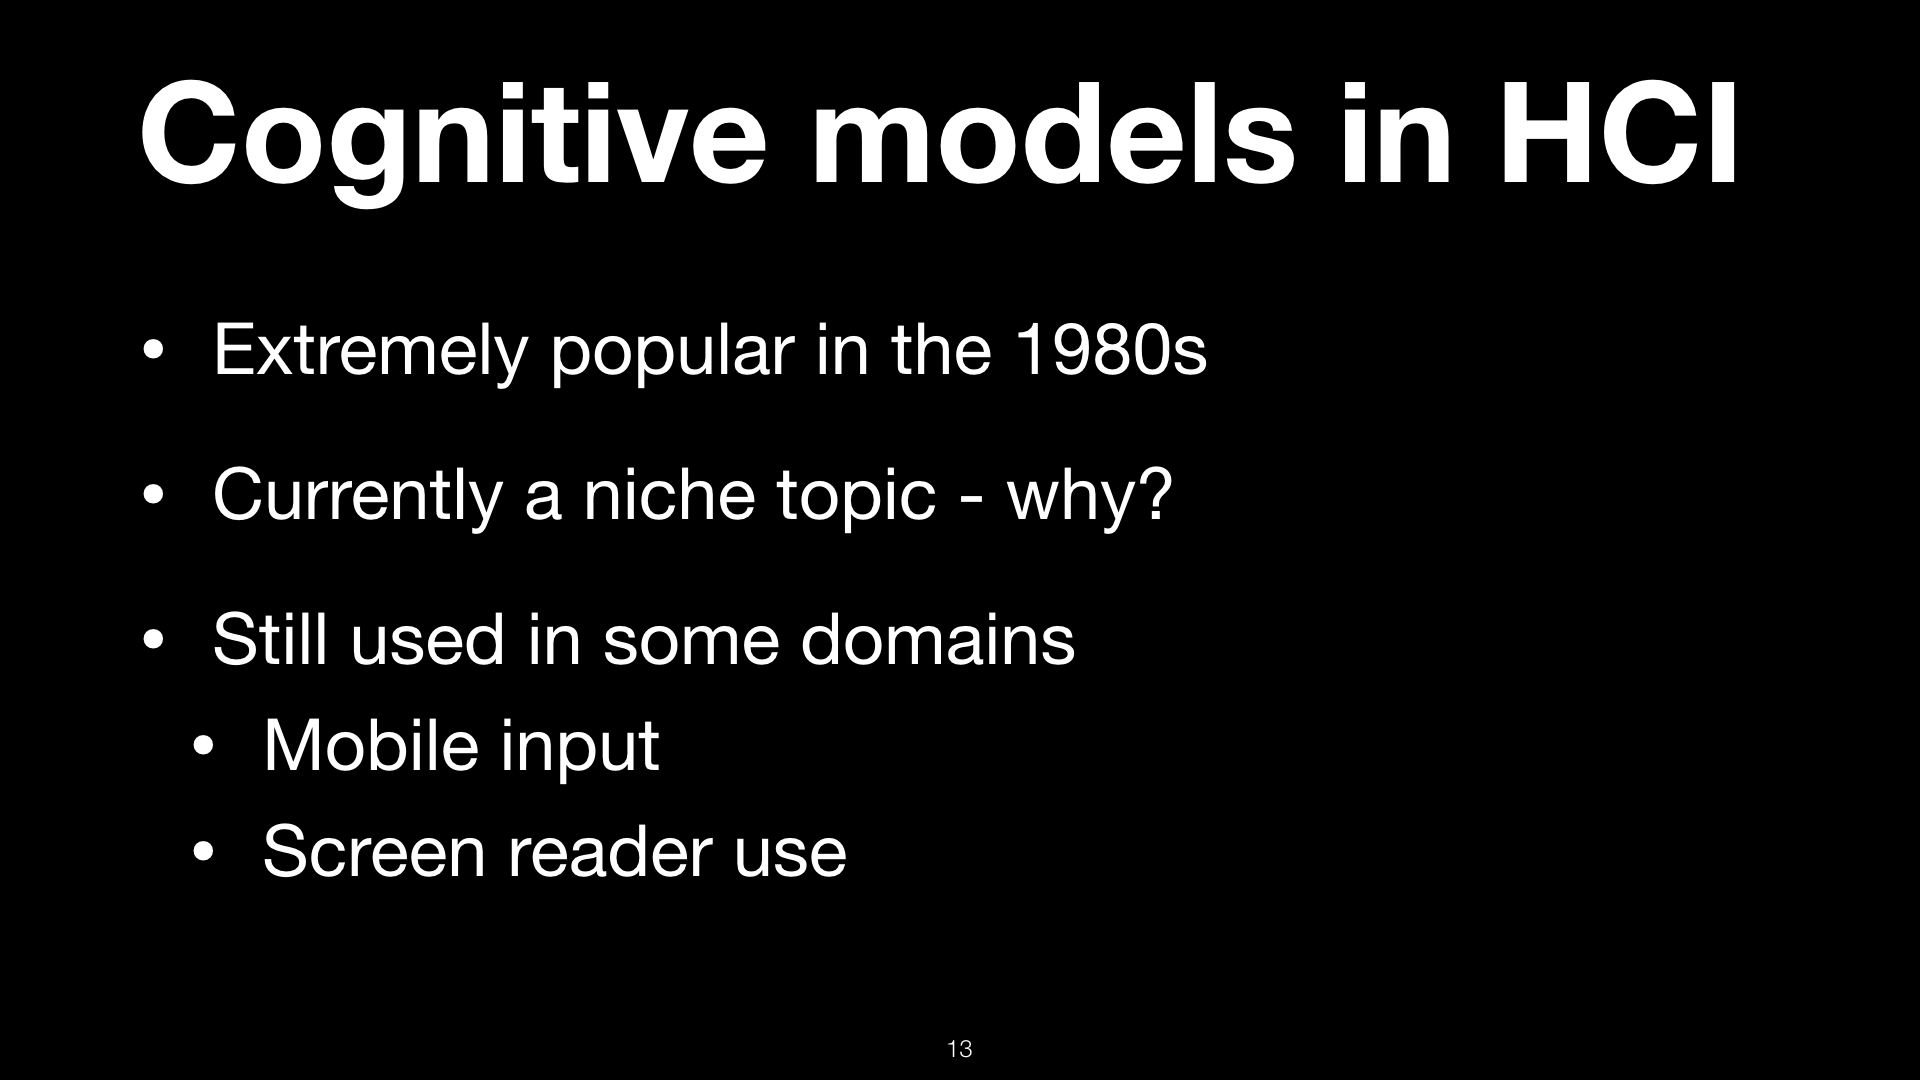 Cognitive models in HCI
• Extremely popular in the 1980s
• Currently a niche topic - why?
• Still used in some domains
• Mobile input
• Screen reader use
13